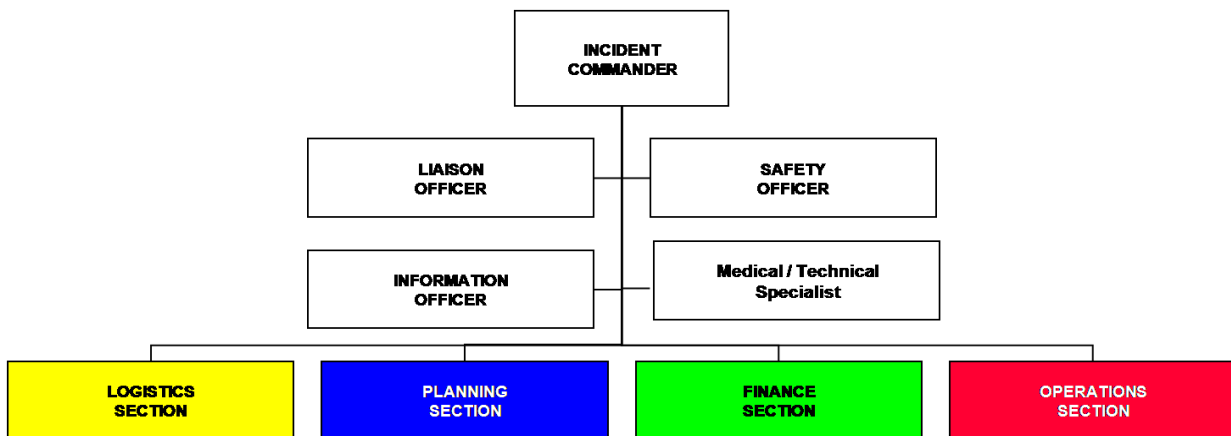 INCIDENT
COMMANDER
LIAISON
OFFICER
SAFETY
OFFICER
INFORMATION
OFFICER
Medical / Technical
Specialist
LOGISTICS
SECTION
PLANNING
SECTION
FINANCE
SECTION
OPERATIONS
SECTION